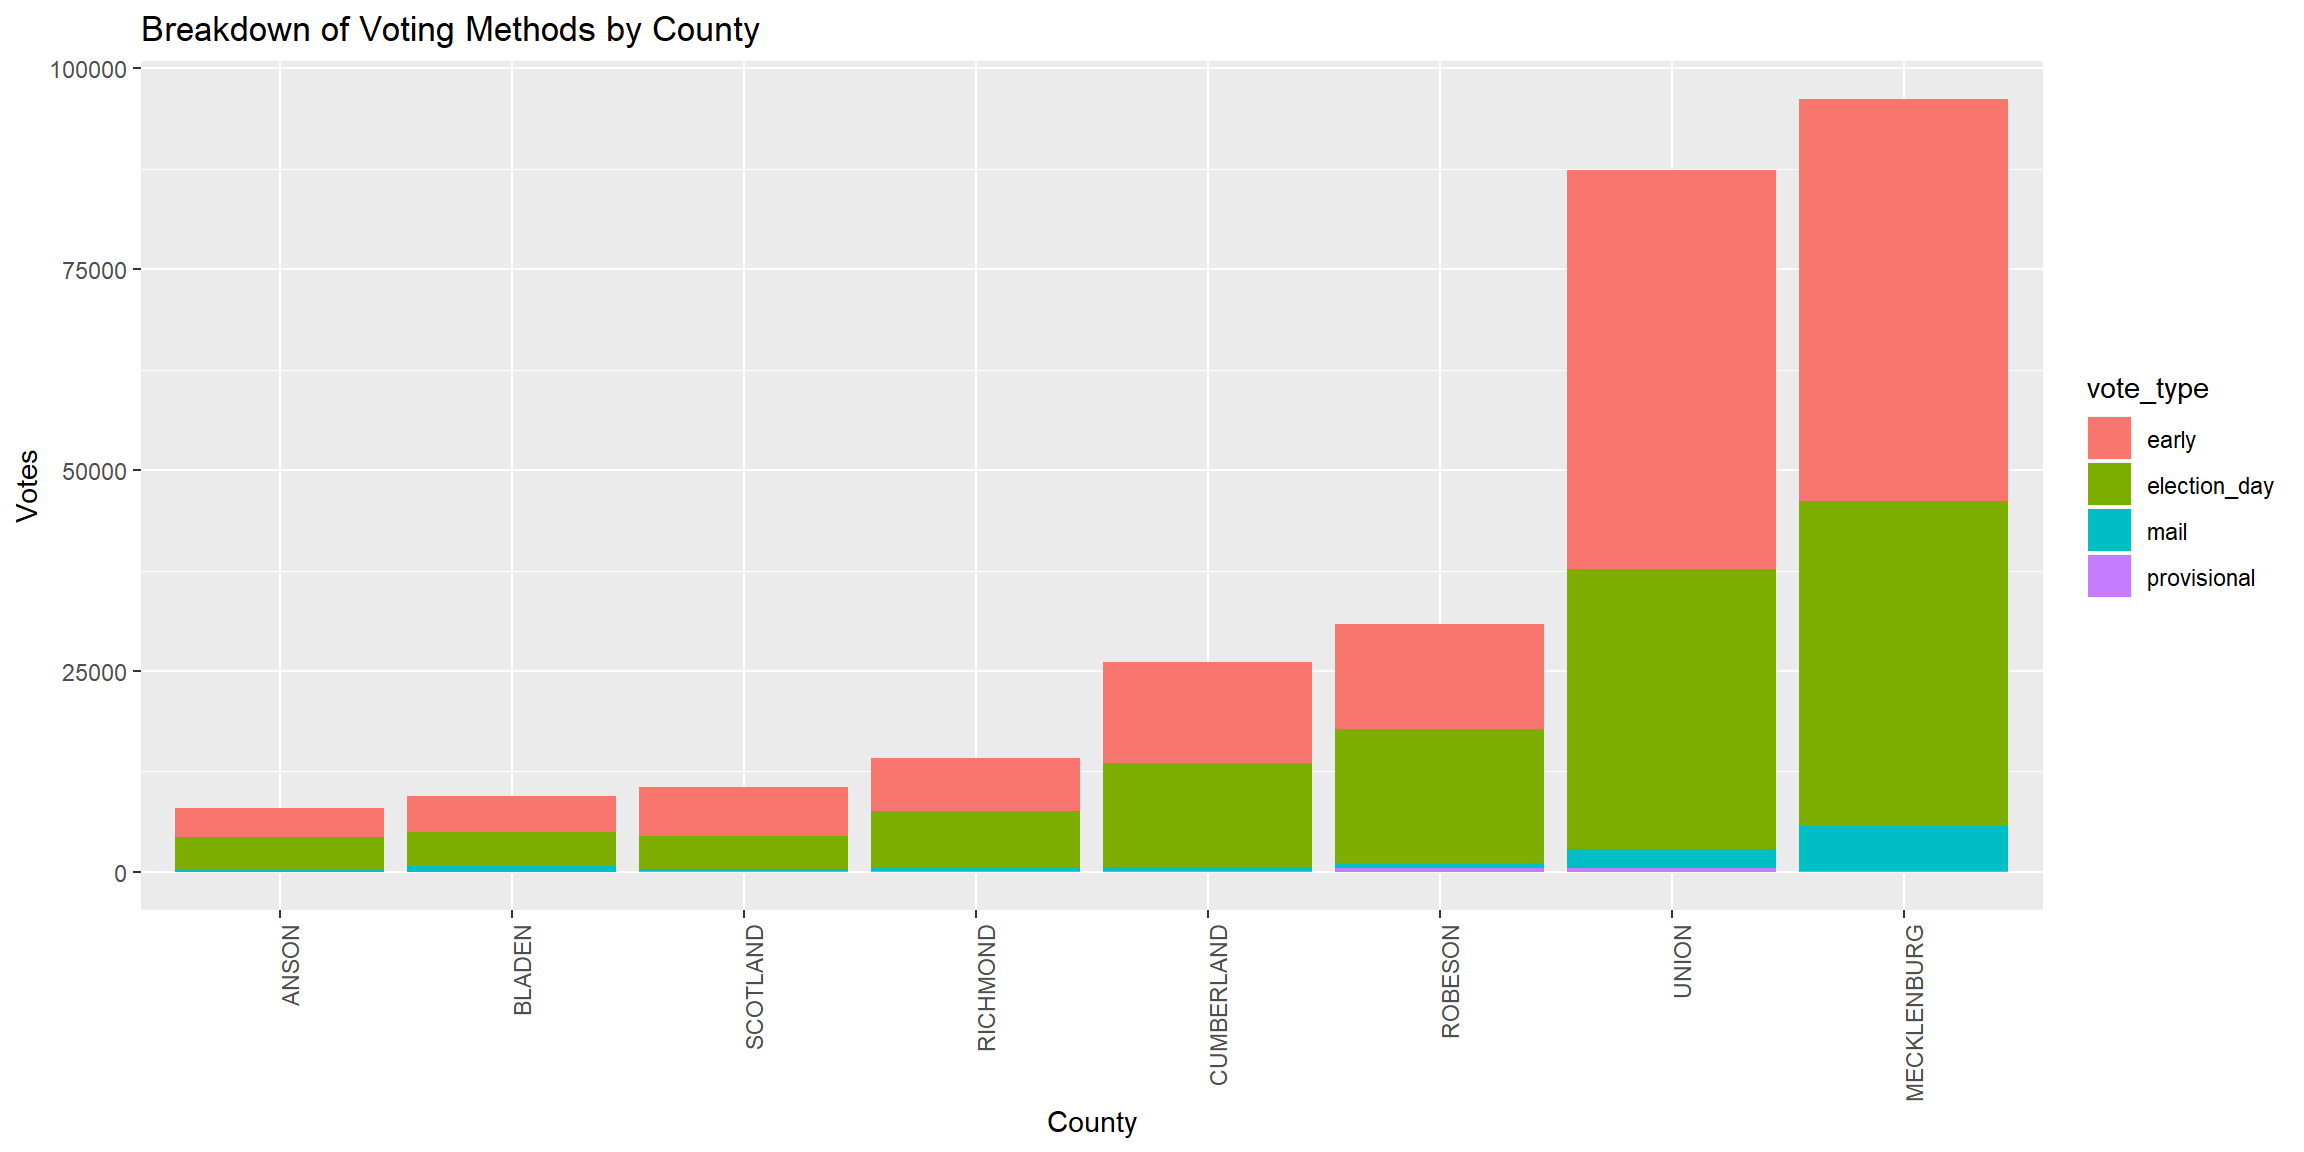 Breakdown of Voting Methods by County
100000
75000
50000
25000
0
Votes
ANSON
BLADEN
SCOTLAND
RICHMOND
CUMBERLAND
ROBESON
UNION
MECKLENBURG
County
vote_type
early
election_day
mail
provisional